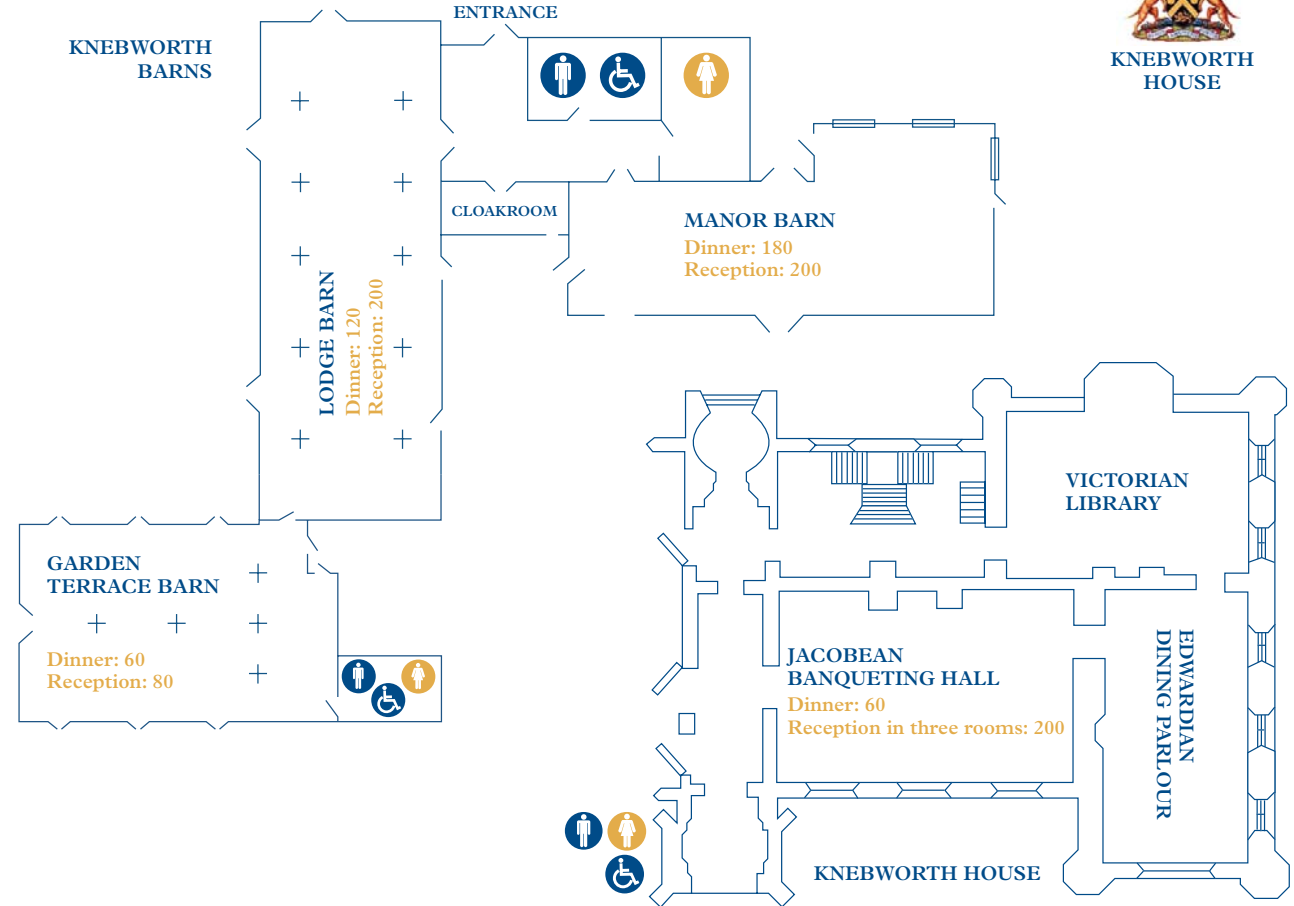 ENTRANCE
KNEBWORTH
BARNS
KNEBWORTH
HOUSE
CLOAKROOM
MANOR BARN
Dinner: 180
Reception: 200
LODGE BARN
Dinner: 120
Reception: 200
GARDEN
TERRACE BARN
Dinner: 60
Reception: 80
VICTORIAN
LIBRARY
JACOBEAN
BANQUETING HALL
Dinner: 60
Reception in three rooms: 200
EDWARDIAN
DINING PARLOUR
KNEBWORTH HOUSE